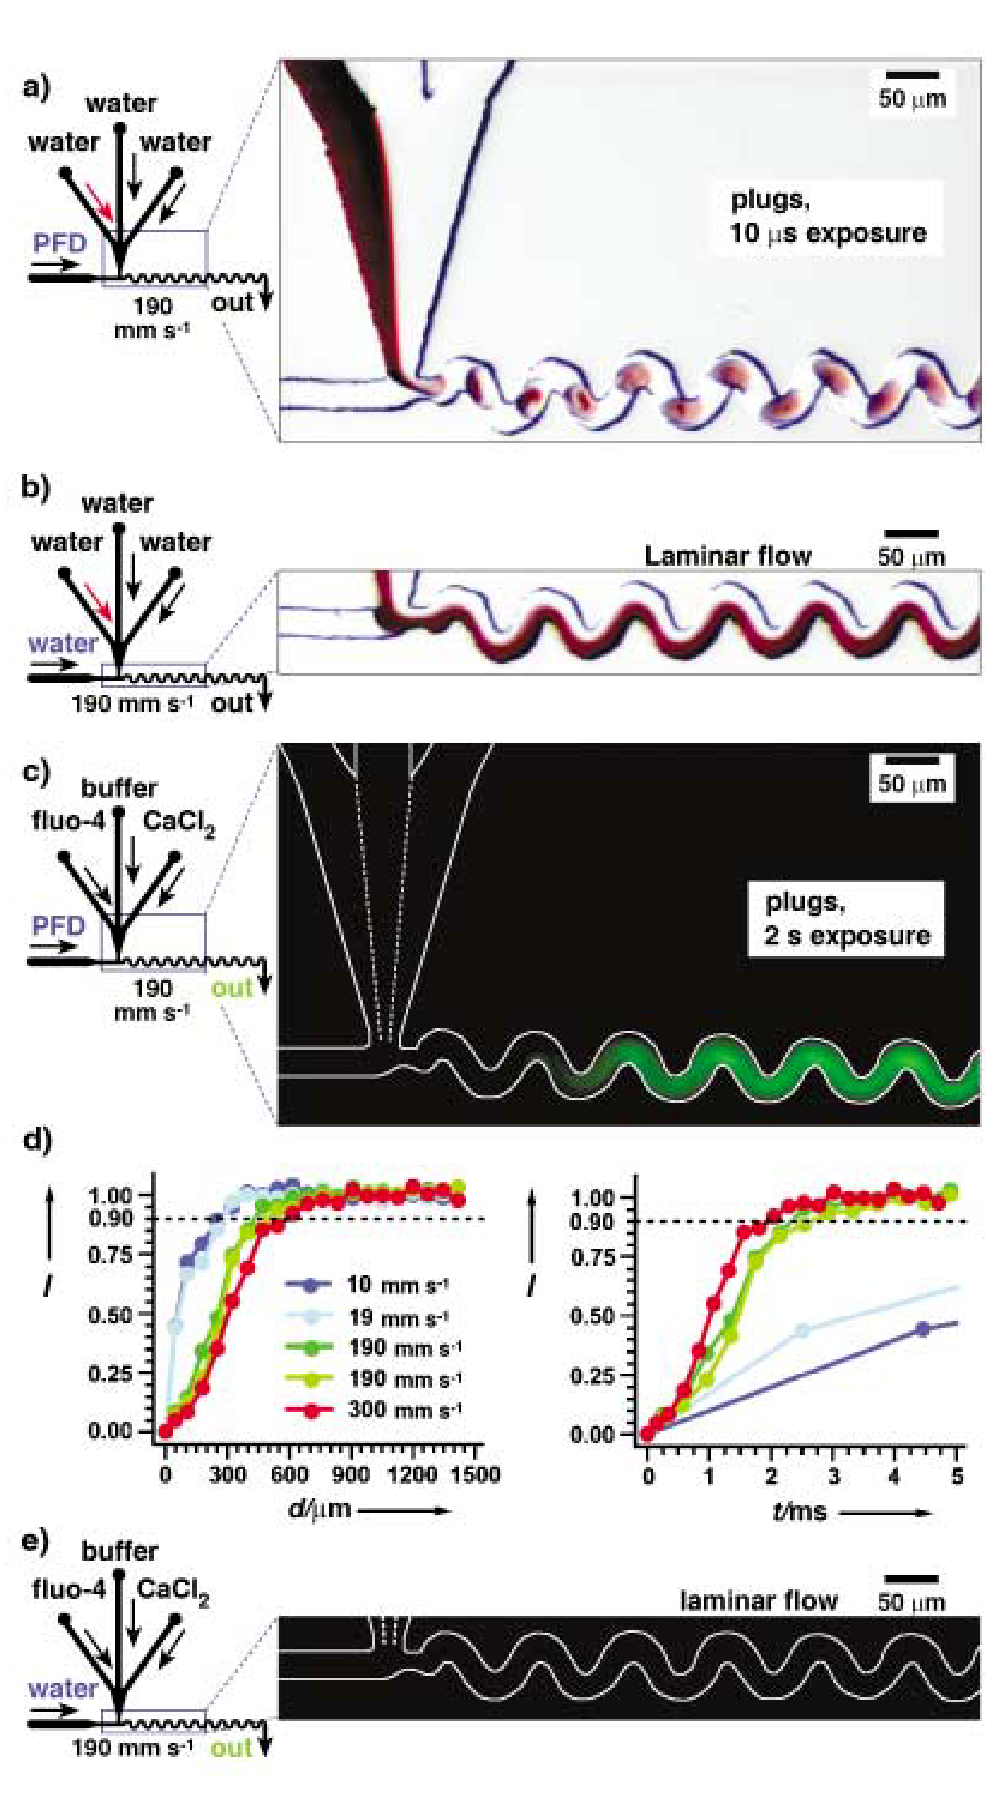 a)
water
water water
PFD
190
mm s-1
out
50 µm
plugs,
10 µs exposure
b)
water
water water
water
190 mm s-1 out
Laminar flow
50 µm
c)
buffer
fluo-4 CaCl2
PFD
190
mm s-1
out
50 µm
plugs,
2 s exposure
d)
I
1.00
0.90
0.75
0.50
0.25
0.00
0 300 600 900 1200 1500
d/µm
10 mm s-1
19 mm s-1
190 mm s-1
190 mm s-1
300 mm s-1
I
1.00
0.90
0.75
0.50
0.25
0.00
0 1 2 3 4 5
t/ms
e)
buffer
fluo-4 CaCl2
water
190 mm s-1 out
laminar flow
50 µm